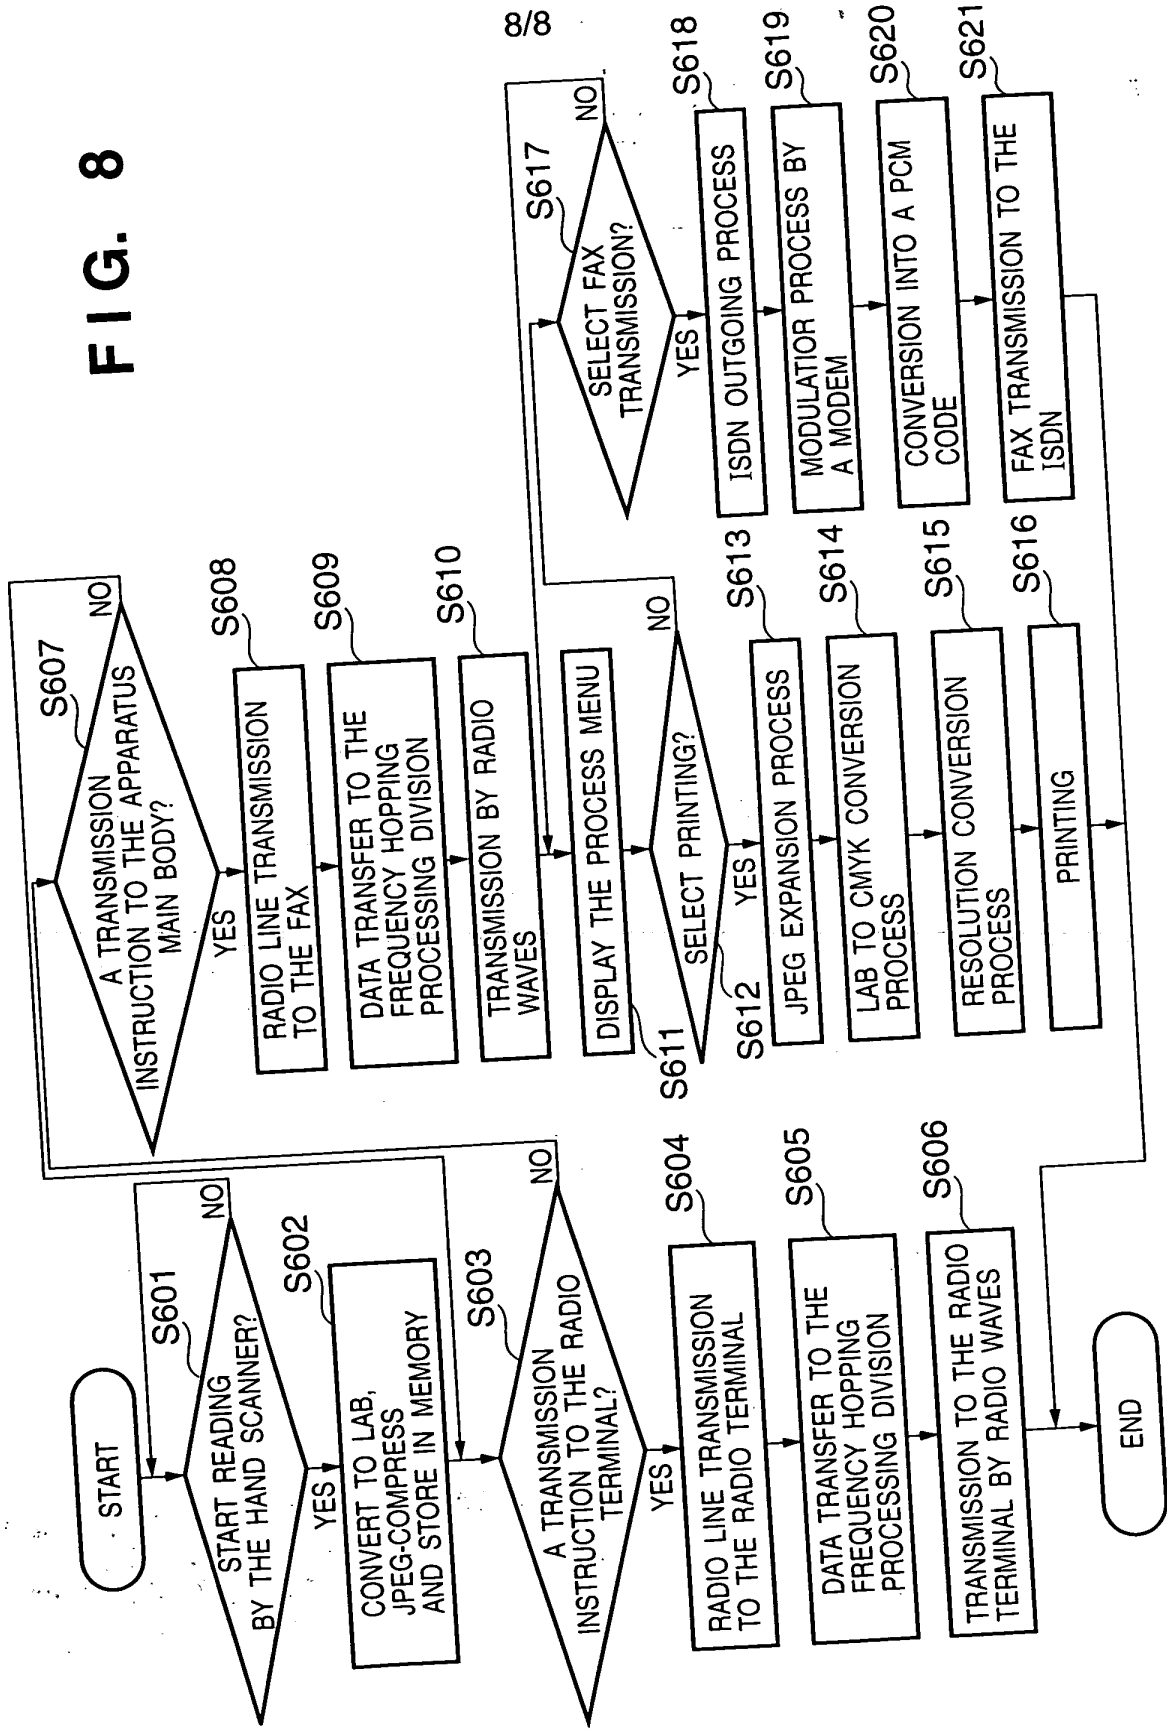 8/8
FIG. 8
START
S601
START READING
BY THE HAND SCANNER?
NO
YES
S602
CONVERT TO LAB,
JPEG-COMPRESS
AND STORE IN MEMORY
S603
A TRANSMISSION
INSTRUCTION TO THE RADIO
TERMINAL?
NO
YES
S604
RADIO LINE TRANSMISSION
TO THE RADIO TERMINAL
S605
DATA TRANSFER TO THE
FREQUENCY HOPPING
PROCESSING DIVISION
S606
TRANSMISSION TO THE RADIO
TERMINAL BY RADIO WAVES
END
S607
A TRANSMISSION
INSTRUCTION TO THE APPARATUS
MAIN BODY?
NO
YES
S608
RADIO LINE TRANSMISSION
TO THE FAX
S609
DATA TRANSFER TO THE
FREQUENCY HOPPING
PROCESSING DIVISION
S610
TRANSMISSION BY RADIO
WAVES
DISPLAY THE PROCESS MENU
S611
SELECT PRINTING?
NO
YES
S612
S613
JPEG EXPANSION PROCESS
S614
LAB TO CMYK CONVERSION
PROCESS
S615
RESOLUTION CONVERSION
PROCESS
S616
PRINTING
S617
SELECT FAX
TRANSMISSION?
NO
YES
S618
ISDN OUTGOING PROCESS
S619
MODULATIOR PROCESS BY
A MODEM
S620
CONVERSION INTO A PCM
CODE
S621
FAX TRANSMISSION TO THE
ISDN